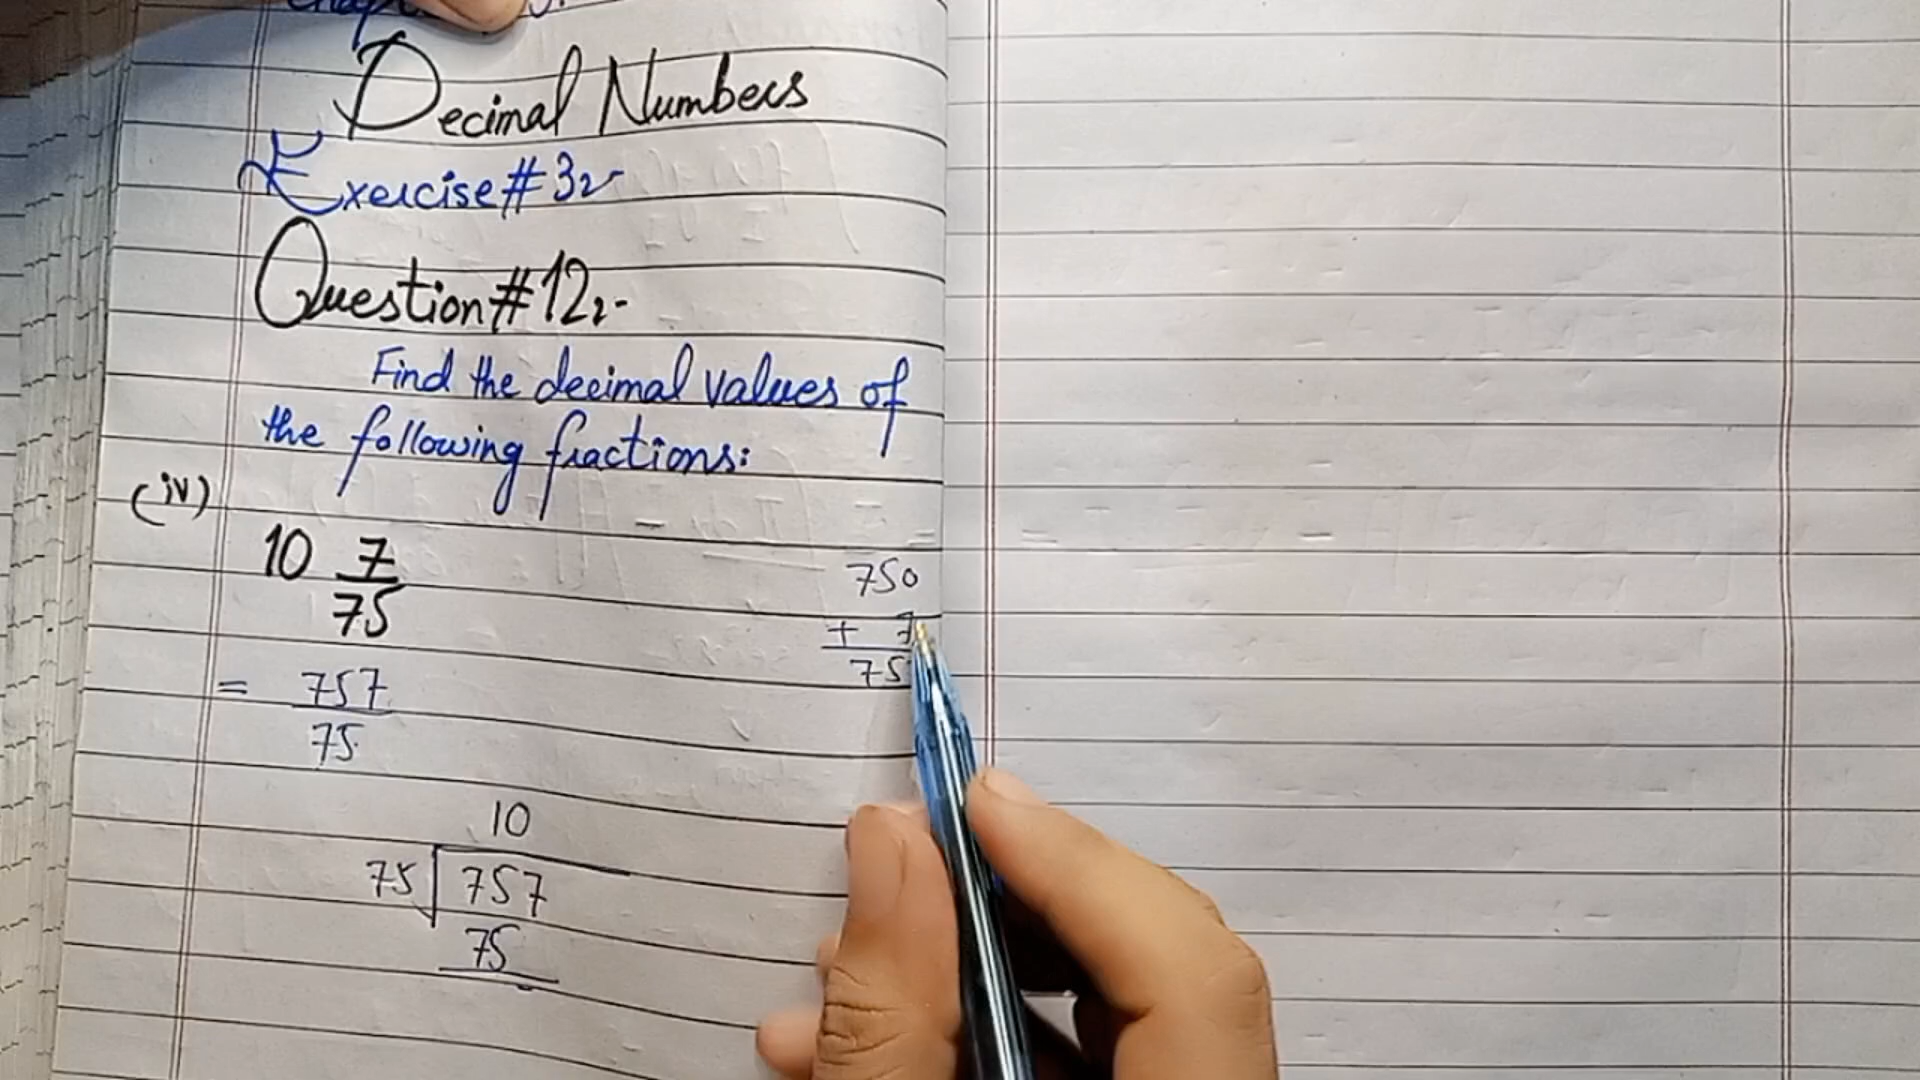 Decimal Numbers
Exercise # 3:-
Question # 12:-
Find the decimal values of
the following fractions:
(iv)
10 7/75
750
+ 7
75
= 757/75
10
75 757
75